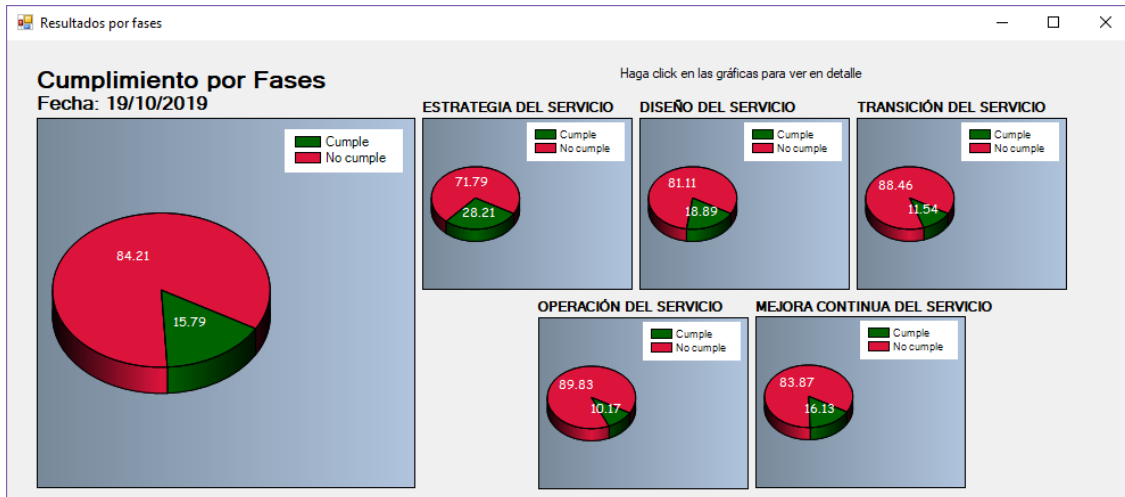 Resultados por fases
Cumplimiento por Fases
Fecha: 19/10/2019
Haga click en las gráficas para ver en detalle
Cumple
No cumple
84.21
15.79
ESTRATEGIA DEL SERVICIO
Cumple
No cumple
71.79
28.21
DISEÑO DEL SERVICIO
Cumple
No cumple
81.11
18.89
TRANSICIÓN DEL SERVICIO
Cumple
No cumple
88.46
11.54
OPERACIÓN DEL SERVICIO
Cumple
No cumple
89.83
10.17
MEJORA CONTINUA DEL SERVICIO
Cumple
No cumple
83.87
16.13